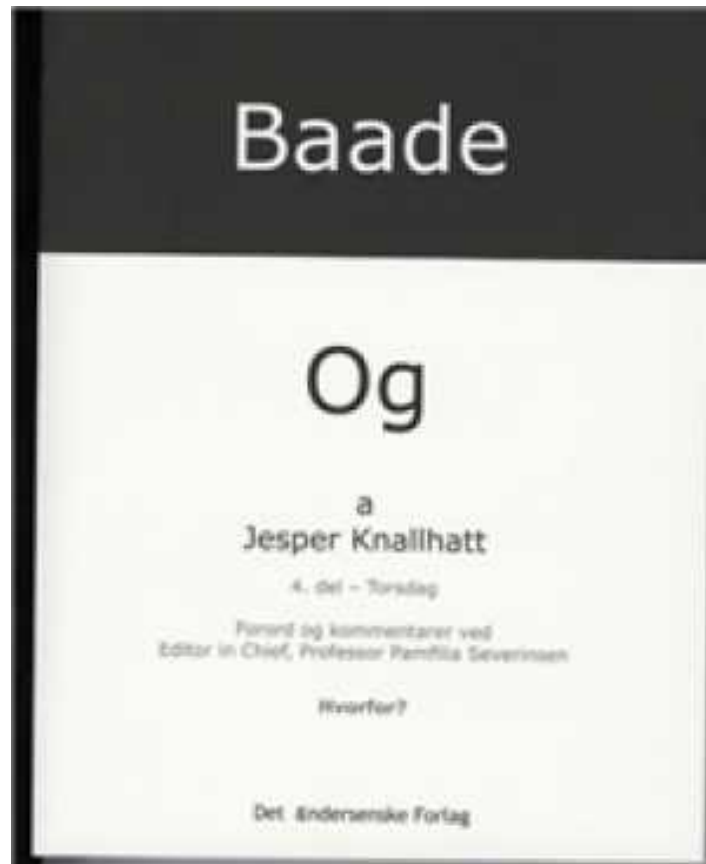 Baade
Og
a
Jesper Knallhatt
4. del – Torsdag
Forord og kommentarer ved
Editor in Chief, Professor Pamfilia Severinsen
Hvorfor?
Det Andersenske Forlag